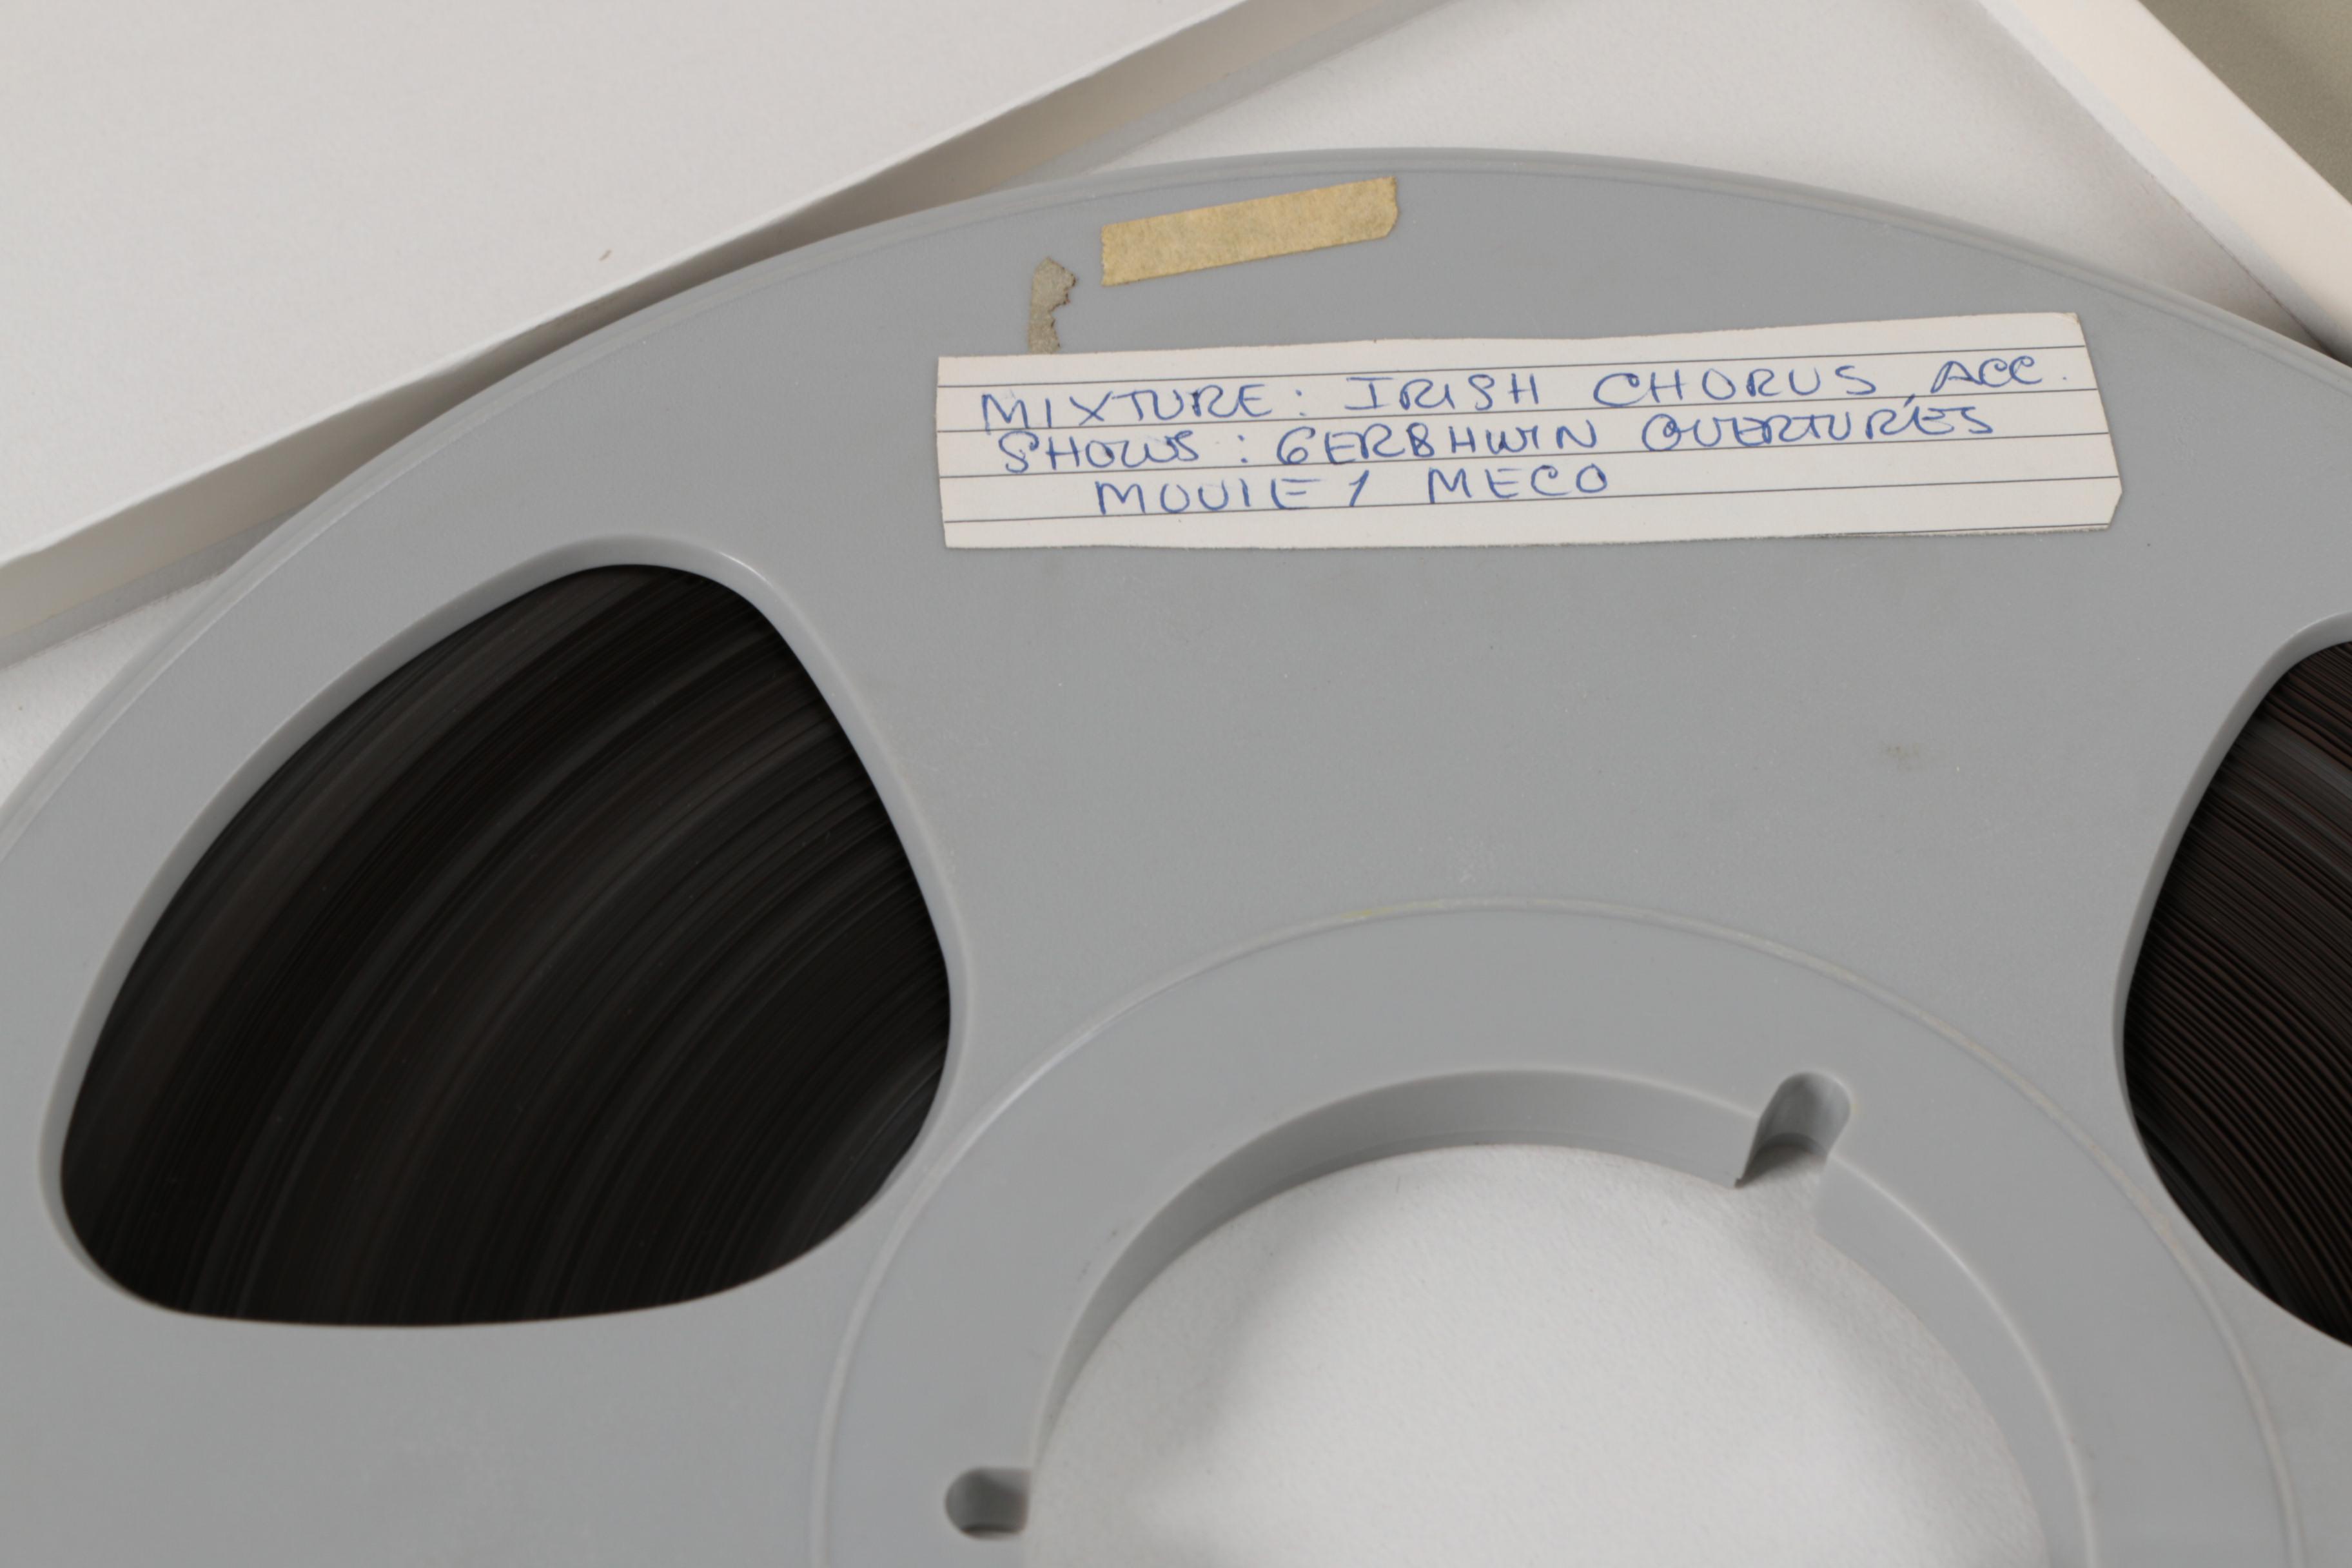 MIXTURE: IRISH CHORUS, ACC.
SHOWS: GERSHWIN OVERTURES
MOVIE 1 MECO